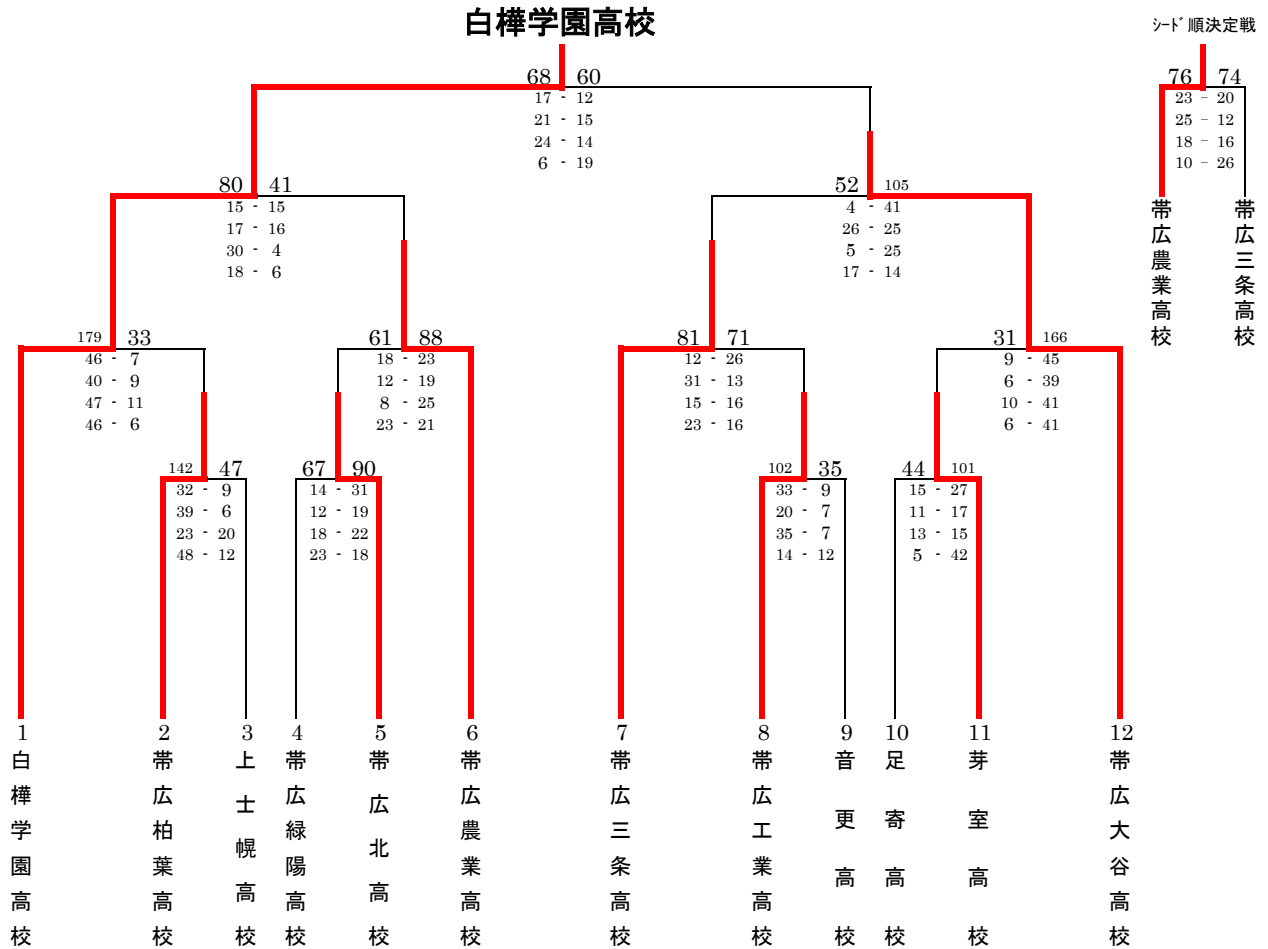 白樺学園高校
シード順決定戦
68 60
17 - 12
21 - 15
24 - 14
6 - 19
76 74
23 - 20
25 - 12
18 - 16
10 - 26
帯広農業高校
帯広三条高校
80 41
15 - 15
17 - 16
30 - 4
18 - 6
52 105
4 - 41
26 - 25
5 - 25
17 - 14
179 33
46 - 7
40 - 9
47 - 11
46 - 6
61 88
18 - 23
12 - 19
8 - 25
23 - 21
81 71
12 - 26
31 - 13
15 - 16
23 - 16
31 166
9 - 45
6 - 39
10 - 41
6 - 41
142 47
32 - 9
39 - 6
23 - 20
48 - 12
67 90
14 - 31
12 - 19
18 - 22
23 - 18
102 35
33 - 9
20 - 7
35 - 7
14 - 12
44 101
15 - 27
11 - 17
13 - 15
5 - 42
1
白樺学園高校
2
帯広柏葉高校
3
上士幌高校
4
帯広緑陽高校
5
帯広北高校
6
帯広農業高校
7
帯広三条高校
8
帯広工業高校
9
音更高校
10
足寄高校
11
芽室高校
12
帯広大谷高校